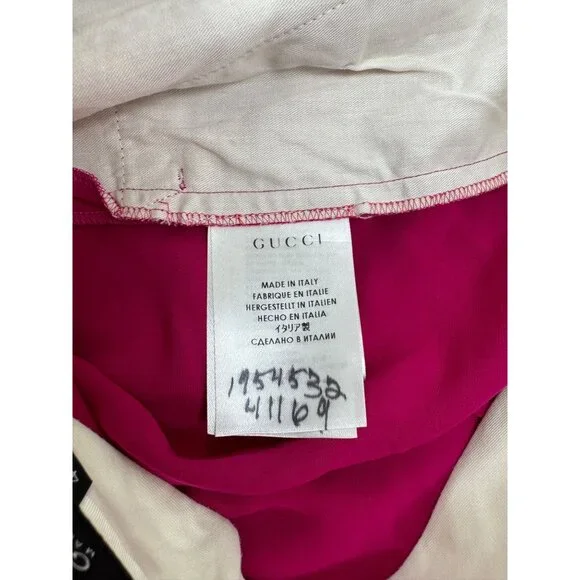 GUCCI
MADE IN ITALY
FABRIQUE EN ITALIE
HERGESTELLT IN ITALIEN
HECHO EN ITALIA
イタリア製
СДЕЛАНО В ИТАЛИИ
1954532
41169